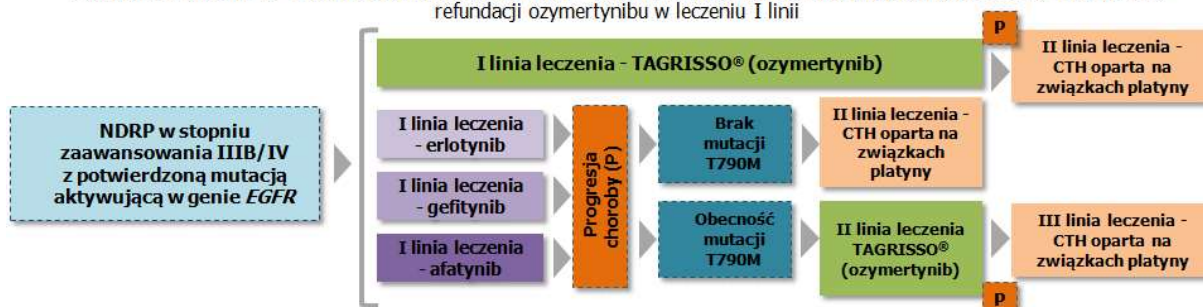 refundacji ozymertynibu w leczeniu I linii
P
I linia leczenia - TAGRISSO® (ozymertynib)
II linia leczenia -
CTH oparta na
związkach platyny
NDRP w stopniu
zaawansowania IIIB/IV
z potwierdzoną mutacją
aktywującą w genie EGFR
I linia leczenia
- erlotynib
I linia leczenia
- gefitynib
I linia leczenia
- afatynib
Progresja
choroby (P)
Brak
mutacji
T790M
II linia leczenia -
CTH oparta na
związkach
platyny
Obecność
mutacji
T790M
II linia leczenia
TAGRISSO®
(ozymertynib)
P
III linia leczenia -
CTH oparta na
związkach platyny